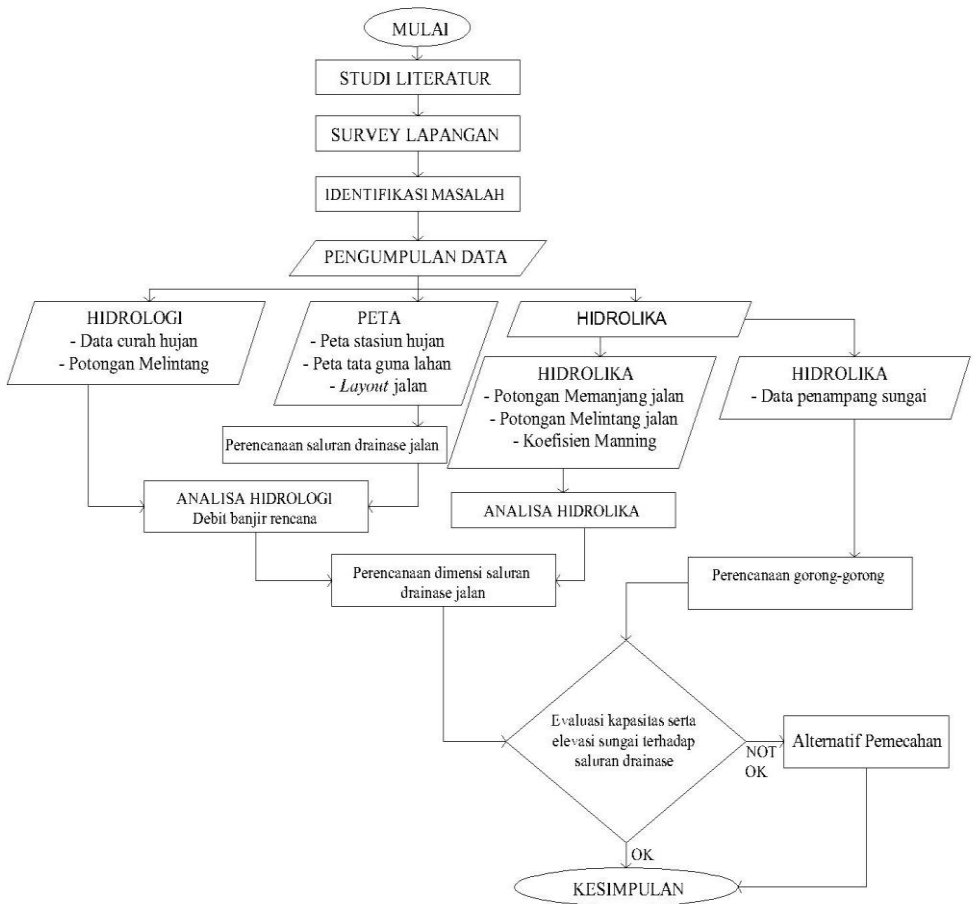 MULAI
STUDI LITERATUR
SURVEY LAPANGAN
IDENTIFIKASI MASALAH
PENGUMPULAN DATA
HIDROLOGI
- Data curah hujan
- Potongan Melintang
PETA
- Peta stasiun hujan
- Peta tata guna lahan
- Layout jalan
HIDROLIKA
HIDROLIKA
- Potongan Memanjang jalan
- Potongan Melintang jalan
- Koefisien Manning
HIDROLIKA
- Data penampang sungai
Perencanaan saluran drainase jalan
ANALISA HIDROLOGI
Debit banjir rencana
ANALISA HIDROLIKA
Perencanaan dimensi saluran
drainase jalan
Perencanaan gorong-gorong
Evaluasi kapasitas serta
elevasi sungai terhadap
saluran drainase
NOT
OK
Alternatif Pemecahan
OK
KESIMPULAN